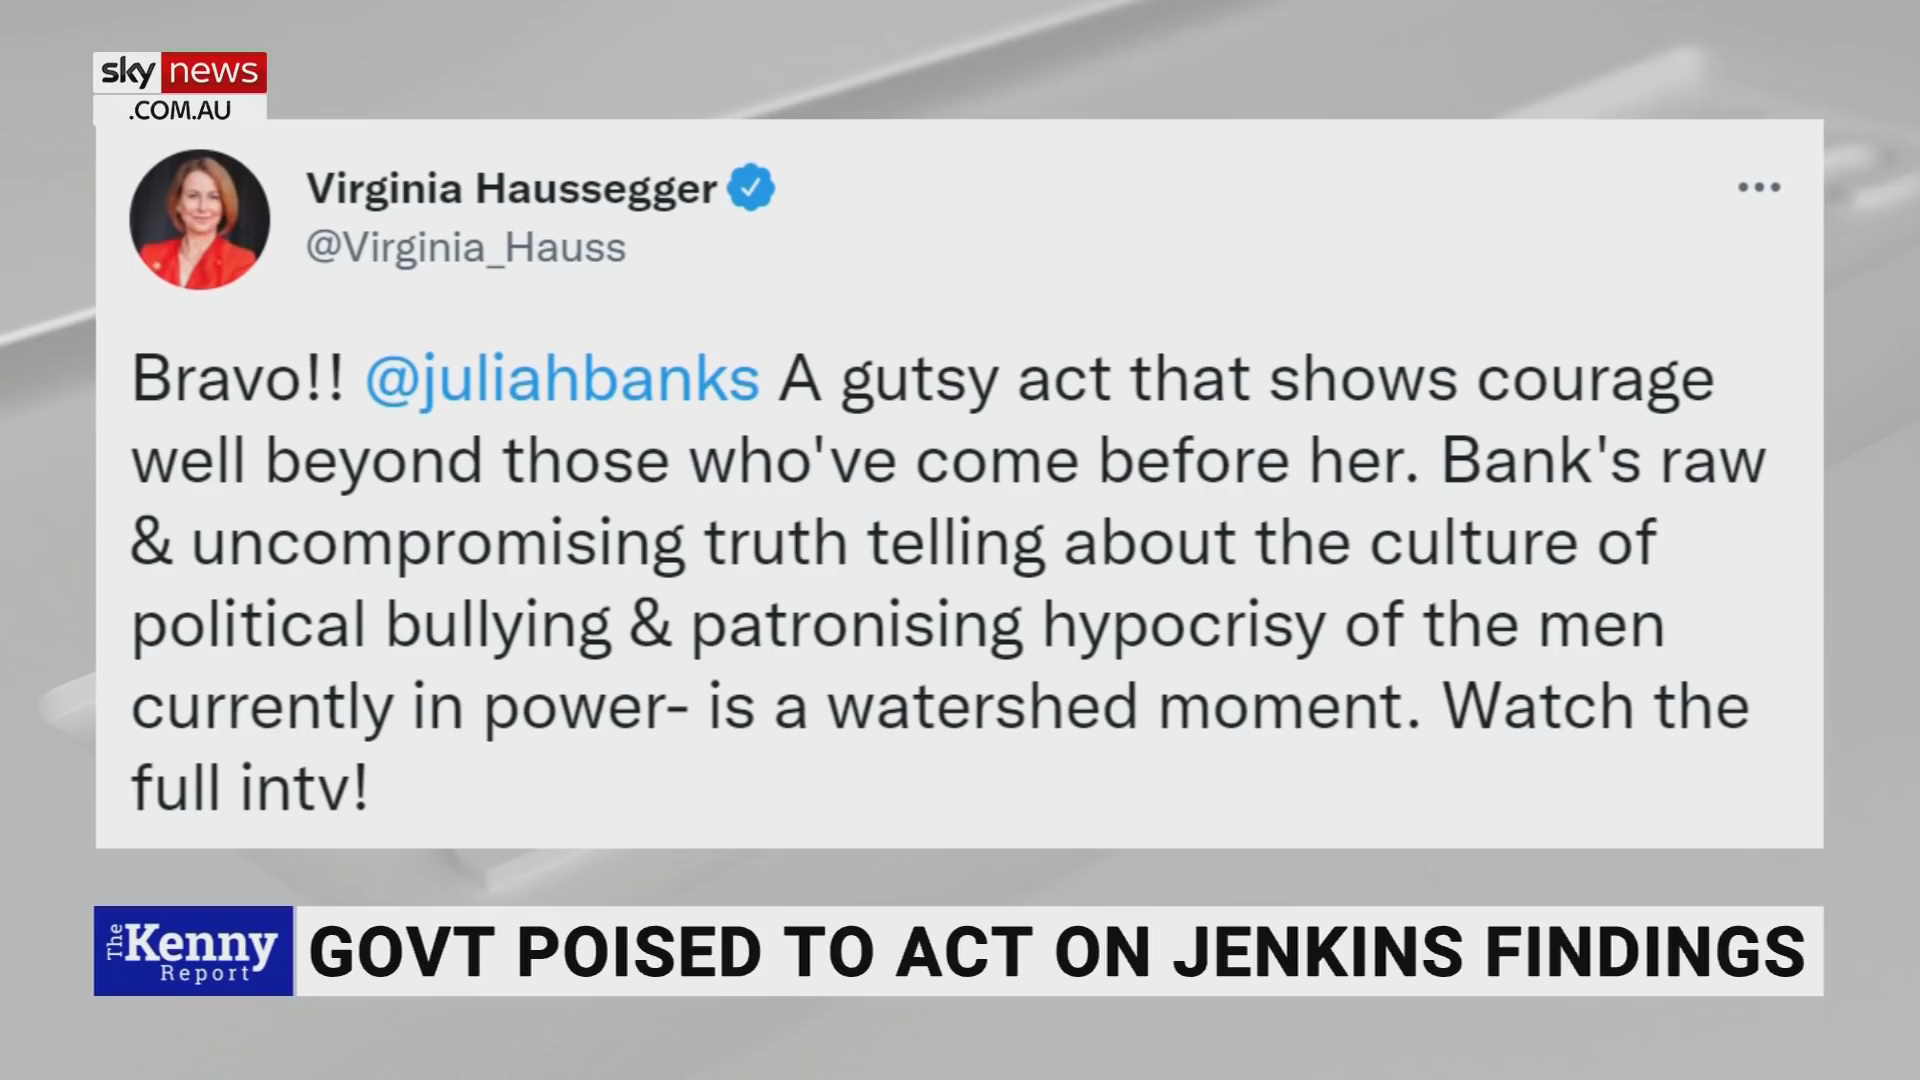 sky news
.COM.AU
Virginia Haussegger
@Virginia_Hauss
Bravo!! @juliahbanks A gutsy act that shows courage
well beyond those who've come before her. Bank's raw
& uncompromising truth telling about the culture of
political bullying & patronising hypocrisy of the men
currently in power- is a watershed moment. Watch the
full intv!
The Kenny Report
GOVT POISED TO ACT ON JENKINS FINDINGS